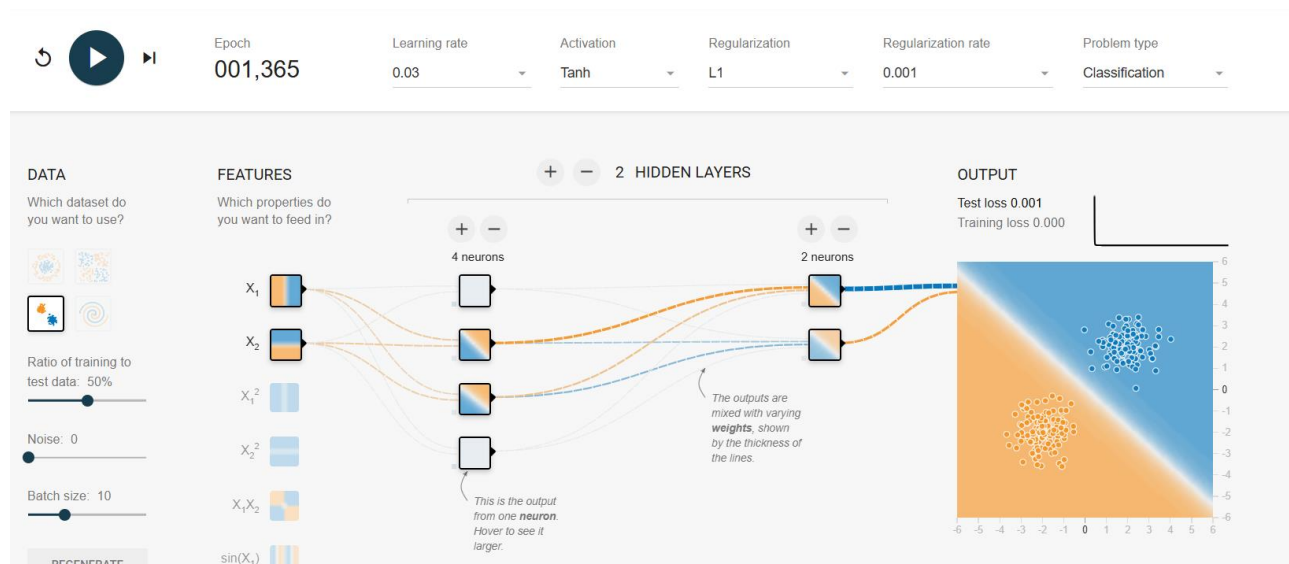 Epoch
001,365
Learning rate
0.03
Activation
Tanh
Regularization
L1
Regularization rate
0.001
Problem type
Classification
DATA
Which dataset do
you want to use?
Ratio of training to
test data: 50%
Noise: 0
Batch size: 10
REGENERATE
FEATURES
Which properties do
you want to feed in?
X₁
X₂
X₁²
X₂²
X₁X₂
sin(X₁)
+ − 2 HIDDEN LAYERS
+ −
4 neurons
+ −
2 neurons
This is the output
from one neuron.
Hover to see it
larger.
The outputs are
mixed with varying
weights, shown
by the thickness of
the lines.
OUTPUT
Test loss 0.001
Training loss 0.000
6
5
4
3
2
1
0
-1
-2
-3
-4
-5
-6
-6 -5 -4 -3 -2 -1 0 1 2 3 4 5 6